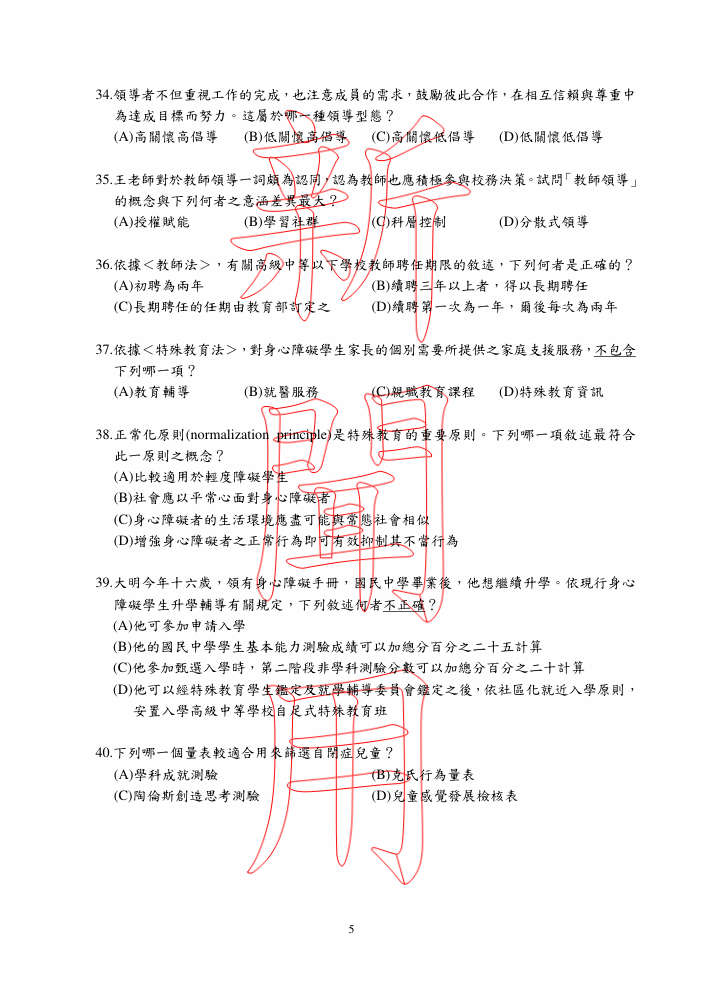 34.領導者不但重視工作的完成，也注意成員的需求，鼓勵彼此合作，在相互信賴與尊重中
為達成目標而努力。這屬於哪一種領導型態？
(A)高關懷高倡導 (B)低關懷高倡導 (C)高關懷低倡導 (D)低關懷低倡導
35.王老師對於教師領導一詞頗為認同，認為教師也應積極參與校務決策。試問「教師領導」
的概念與下列何者之意涵差異最大？
(A)授權賦能 (B)學習社群 (C)科層控制 (D)分散式領導
36.依據＜教師法＞，有關高級中等以下學校教師聘任期限的敘述，下列何者是正確的？
(A)初聘為兩年 (B)續聘三年以上者，得以長期聘任
(C)長期聘任的任期由教育部訂定之 (D)續聘第一次為一年，爾後每次為兩年
37.依據＜特殊教育法＞，對身心障礙學生家長的個別需要所提供之家庭支援服務，不包含
下列哪一項？
(A)教育輔導 (B)就醫服務 (C)親職教育課程 (D)特殊教育資訊
38.正常化原則(normalization principle)是特殊教育的重要原則。下列哪一項敘述最符合
此一原則之概念？
(A)比較適用於輕度障礙學生
(B)社會應以平常心面對身心障礙者
(C)身心障礙者的生活環境應盡可能與常態社會相似
(D)增強身心障礙者之正常行為即可有效抑制其不當行為
39.大明今年十六歲，領有身心障礙手冊，國民中學畢業後，他想繼續升學。依現行身心
障礙學生升學輔導有關規定，下列敘述何者不正確？
(A)他可參加申請入學
(B)他的國民中學學生基本能力測驗成績可以加總分百分之二十五計算
(C)他參加甄選入學時，第二階段非學科測驗分數可以加總分百分之二十計算
(D)他可以經特殊教育學生鑑定及就學輔導委員會鑑定之後，依社區化就近入學原則，
安置入學高級中等學校自足式特殊教育班
40.下列哪一個量表較適合用來篩選自閉症兒童？
(A)學科成就測驗 (B)克氏行為量表
(C)陶倫斯創造思考測驗 (D)兒童感覺發展檢核表
5
新聞用